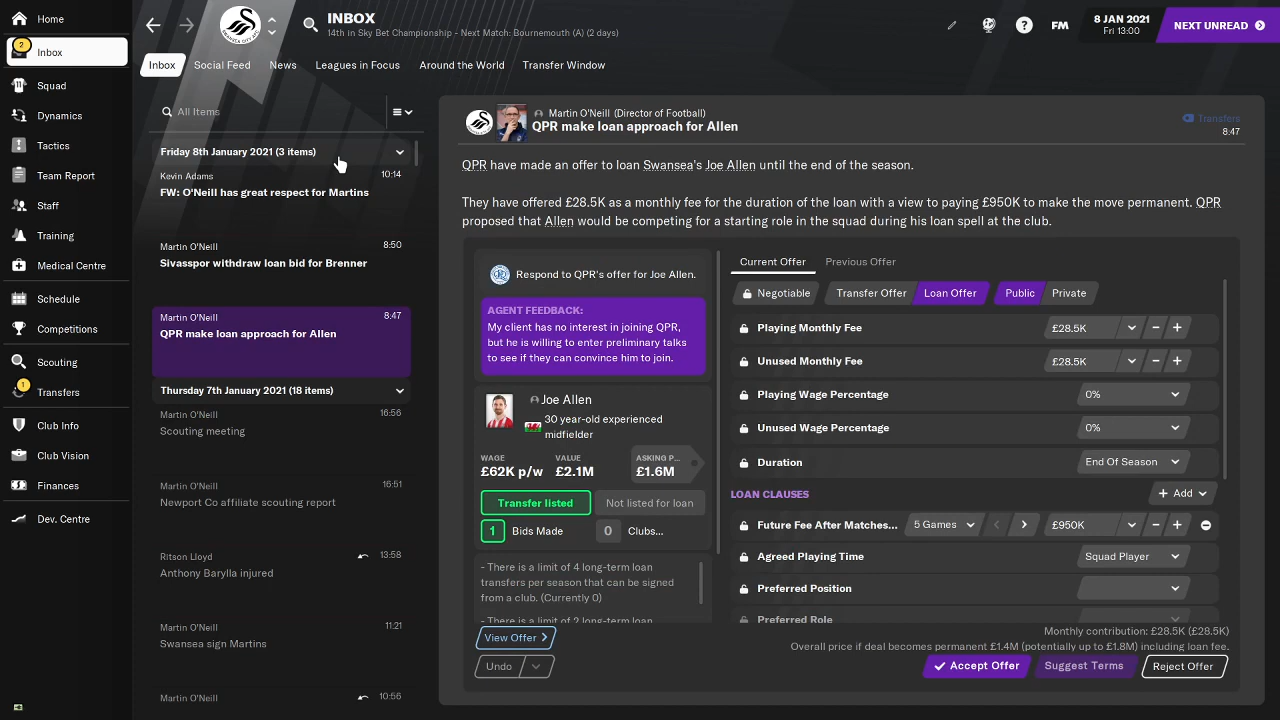 Home
2
Inbox
Squad
Dynamics
Tactics
Team Report
Staff
Training
Medical Centre
Schedule
Competitions
Scouting
1
Transfers
Club Info
Club Vision
Finances
Dev. Centre
INBOX
14th in Sky Bet Championship - Next Match: Bournemouth (A) (2 days)
FM
8 JAN 2021
Fri 13:00
NEXT UNREAD
Inbox
Social Feed
News
Leagues in Focus
Around the World
Transfer Window
All Items
Friday 8th January 2021 (3 items)
Kevin Adams
10:14
FW: O'Neill has great respect for Martins
Martin O'Neill
8:50
Sivasspor withdraw loan bid for Brenner
Martin O'Neill
8:47
QPR make loan approach for Allen
Thursday 7th January 2021 (18 items)
Martin O'Neill
16:56
Scouting meeting
Martin O'Neill
16:51
Newport Co affiliate scouting report
Ritson Lloyd
13:58
Anthony Barylla injured
Martin O'Neill
11:21
Swansea sign Martins
Martin O'Neill
10:56
Martin O'Neill (Director of Football)
QPR make loan approach for Allen
Transfers
8:47
QPR have made an offer to loan Swansea's Joe Allen until the end of the season.
They have offered £28.5K as a monthly fee for the duration of the loan with a view to paying £950K to make the move permanent. QPR
proposed that Allen would be competing for a starting role in the squad during his loan spell at the club.
Respond to QPR's offer for Joe Allen.
AGENT FEEDBACK:
My client has no interest in joining QPR,
but he is willing to enter preliminary talks
to see if they can convince him to join.
Joe Allen
30 year-old experienced
midfielder
WAGE
£62K p/w
VALUE
£2.1M
ASKING P...
£1.6M
Transfer listed
Not listed for loan
1
Bids Made
0
Clubs...
- There is a limit of 4 long-term loan
transfers per season that can be signed
from a club. (Currently 0)
- There is a limit of 2 long-term loan
View Offer
Undo
Current Offer
Previous Offer
Negotiable
Transfer Offer
Loan Offer
Public
Private
Playing Monthly Fee
£28.5K
Unused Monthly Fee
£28.5K
Playing Wage Percentage
0%
Unused Wage Percentage
0%
Duration
End Of Season
LOAN CLAUSES
Add
Future Fee After Matches...
5 Games
£950K
Agreed Playing Time
Squad Player
Preferred Position
Preferred Role
Monthly contribution: £28.5K (£28.5K)
Overall price if deal becomes permanent £1.4M (potentially up to £1.8M) including loan fee.
Accept Offer
Suggest Terms
Reject Offer